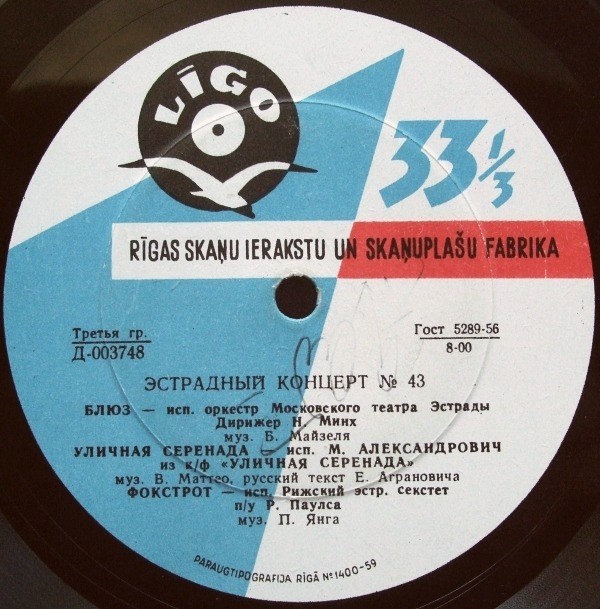 LĪGO
33 1/3
RĪGAS SKAŅU IERAKSTU UN SKAŅUPLAŠU FABRIKA
Третья гр.
Д-003748
Гост 5289-56
8-00
ЭСТРАДНЫЙ КОНЦЕРТ № 43
БЛЮЗ — исп. оркестр Московского театра Эстрады
Дирижер Н. Минх
муз. Б. Майзеля
УЛИЧНАЯ СЕРЕНАДА — исп. М. АЛЕКСАНДРОВИЧ
из к/ф «УЛИЧНАЯ СЕРЕНАДА»
муз. В. Маттео, русский текст Е. Аграновича
ФОКСТРОТ — исп. Рижский эстр. секстет
п/у Р. Паулса
муз. П. Янга
PARAUGTIPOGRAFIJA RĪGĀ № 1400-59